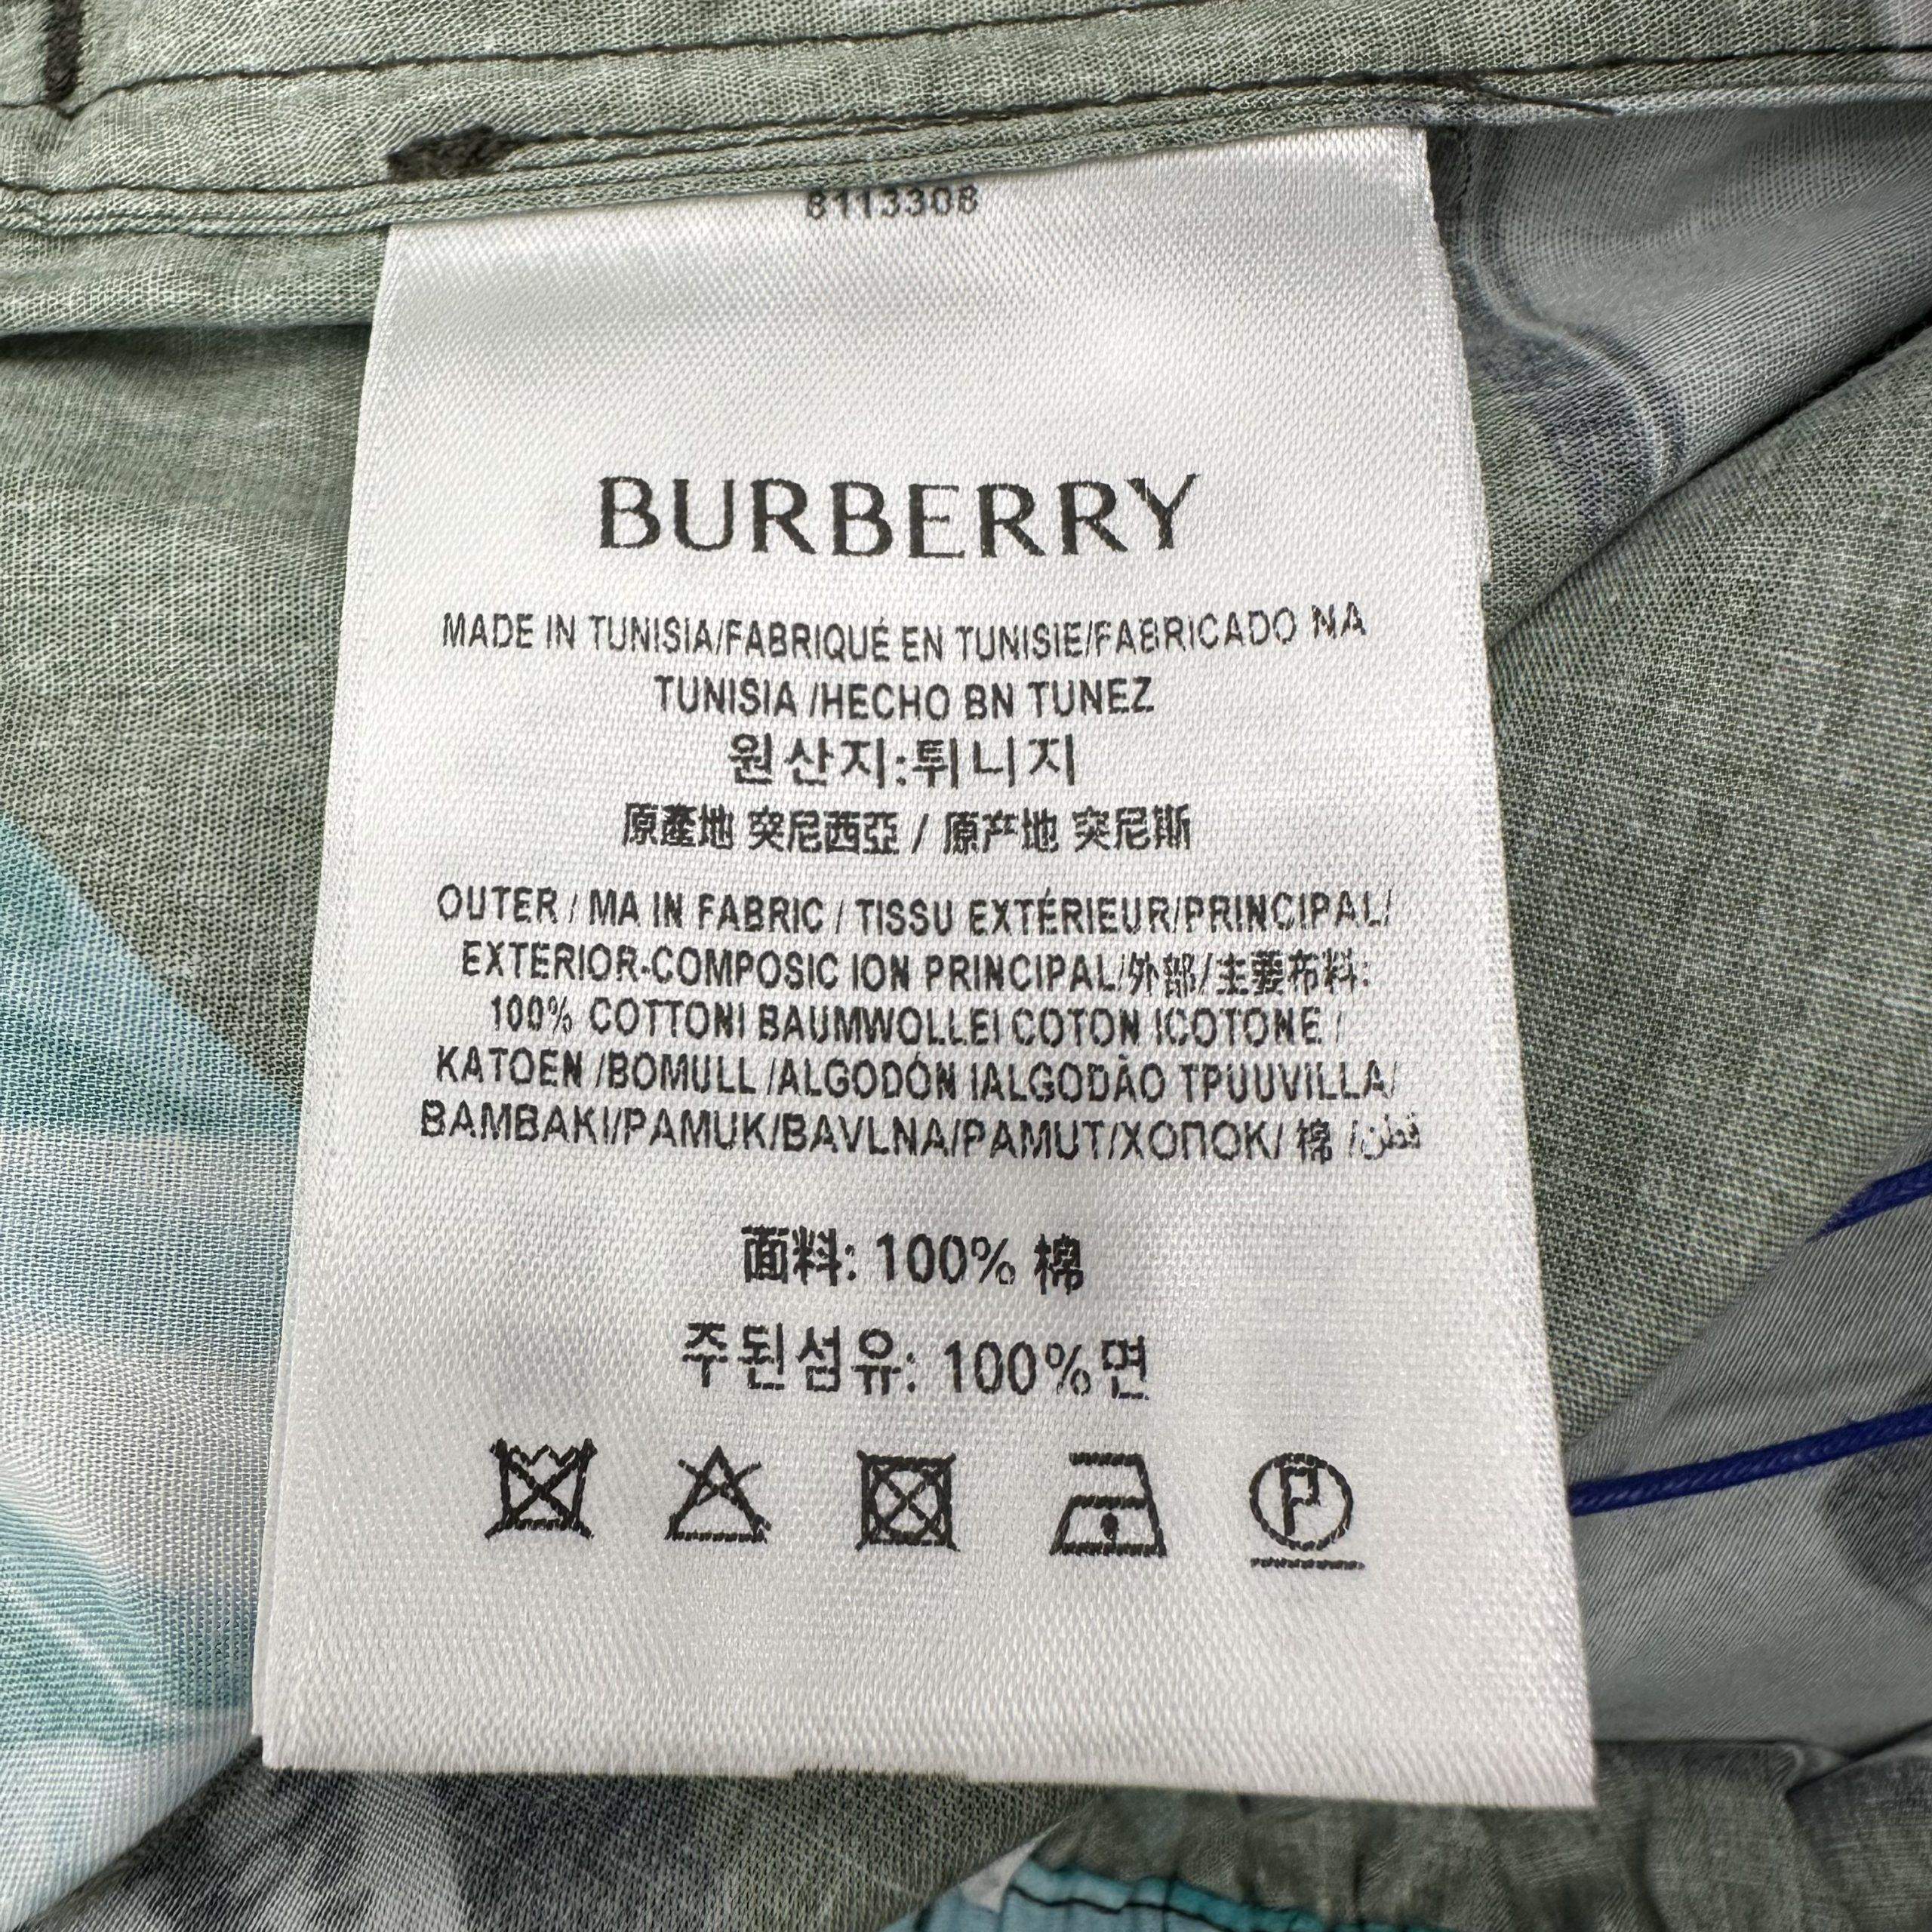 8113308
BURBERRY
MADE IN TUNISIA/FABRIQUÉ EN TUNISIE/FABRICADO NA
TUNISIA /HECHO BN TUNEZ
원산지:튀니지
原產地 突尼西亞 / 原产地 突尼斯
OUTER / MA IN FABRIC / TISSU EXTÉRIEUR/PRINCIPAL/
EXTERIOR-COMPOSIC ION PRINCIPAL/外部/主要布料:
100% COTTONI BAUMWOLLEI COTON ICOTONE /
KATOEN /BOMULL /ALGODÓN IALGODÃO TPUUVILLA/
BAMBAKI/PAMUK/BAVLNA/PAMUT/ХОПОК/ 棉 /قطن
面料: 100% 棉
주된섬유: 100%면
P